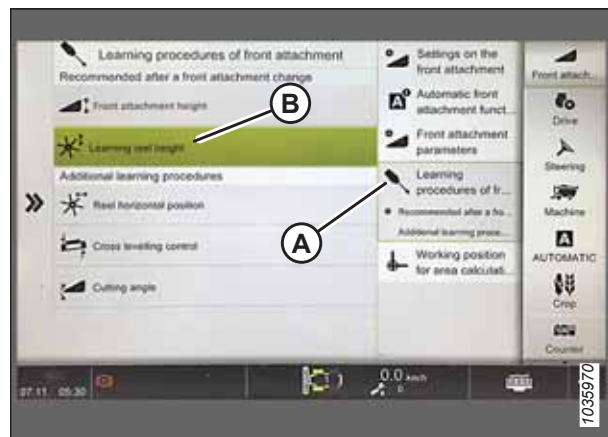 Learning procedures of front attachment
Recommended after a front attachment change
Front attachment height
Learning reel height
Additional learning procedures
Reel horizontal position
Cross levelling control
Cutting angle
B
A
Settings on the
front attachment
Automatic front
attachment funct...
Front attachment
parameters
Learning
procedures of fr...
Recommended after a fro...
Additional learning proce...
Working position
for area calculati...
Front attach...
Drive
Steering
Machine
A
AUTOMATIC
Crop
Counter
07:11 05:30
0.0 km/h
0
1035970